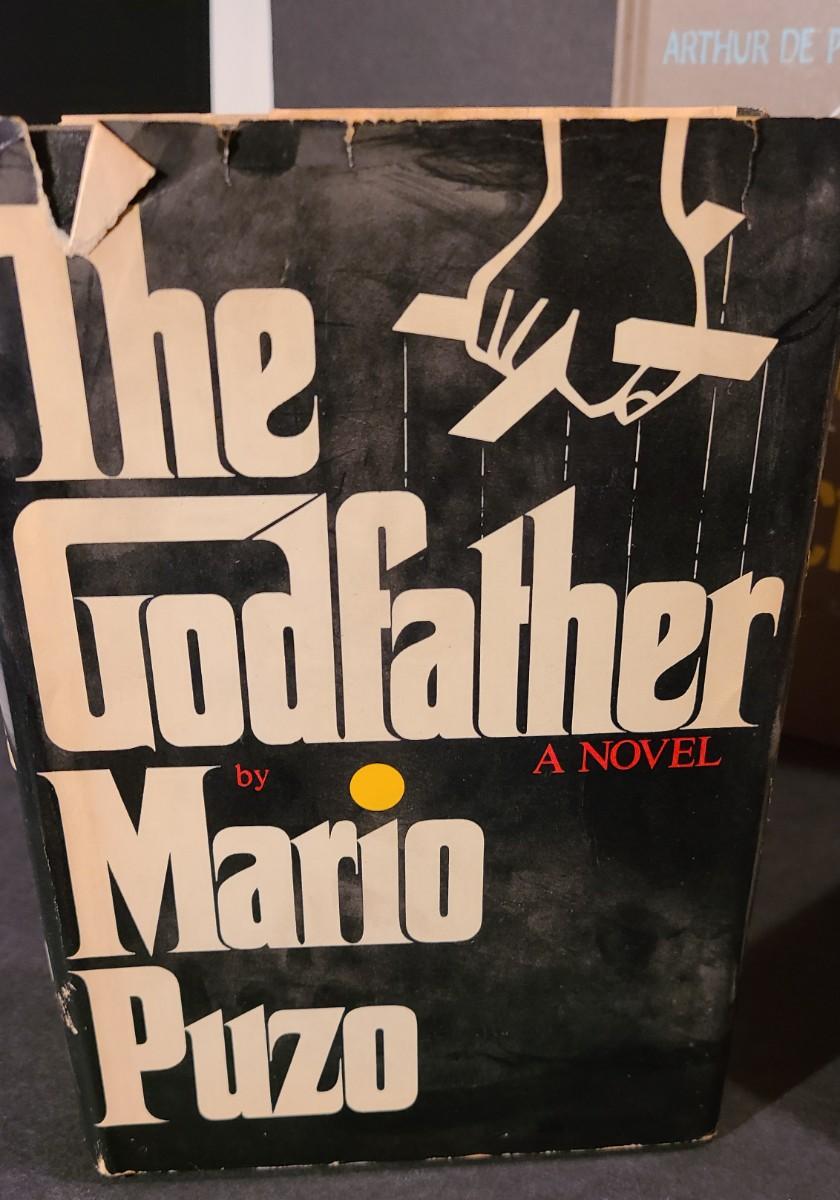 ARTHUR DE
The
Godfather
by
A NOVEL
Mario
Puzo